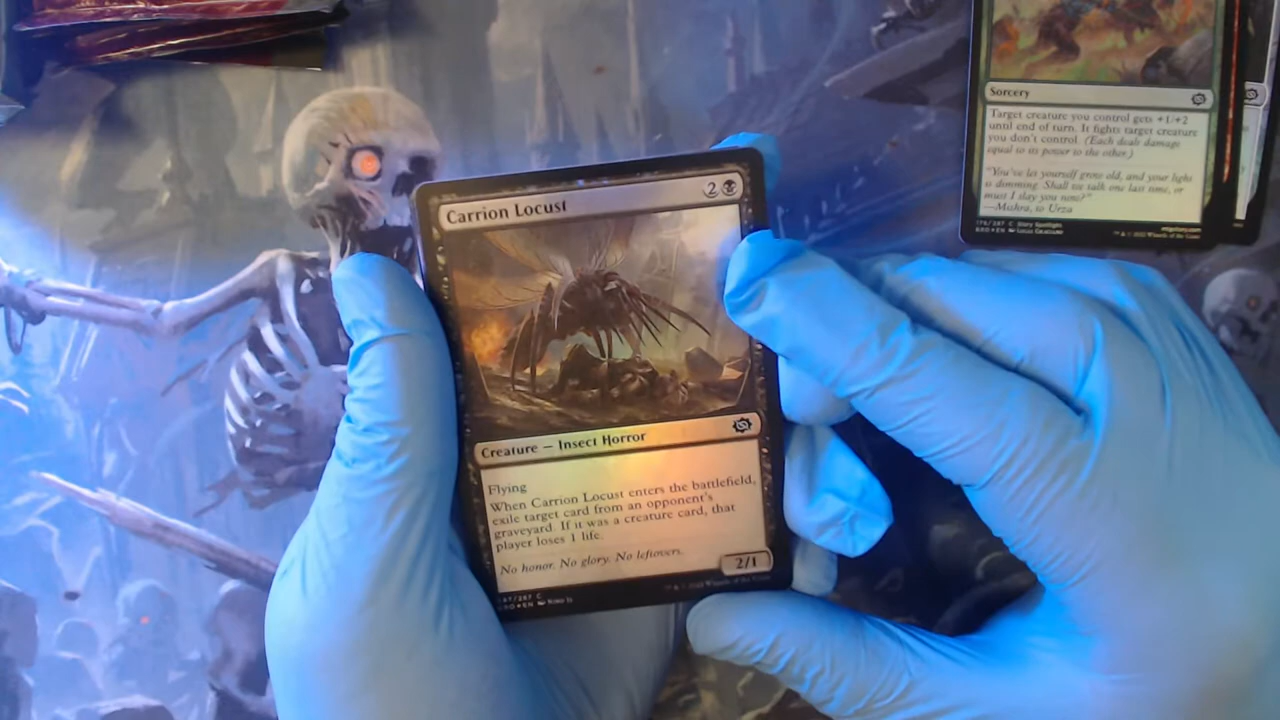 Sorcery
Target creature you control gets +1/+2
until end of turn. It fights target creature
you don't control. (Each deals damage
equal to its power to the other.)
"You've let yourself grow old, and your light
is dimming. Shall we talk one last time, or
must I slay you now?"
—Mishra, to Urza
Story Spotlight
BRO EN
Carrion Locust
2
Creature — Insect Horror
Flying
When Carrion Locust enters the battlefield,
exile target card from an opponent's
graveyard. If it was a creature card, that
player loses 1 life.
No honor. No glory. No leftovers.
2/1